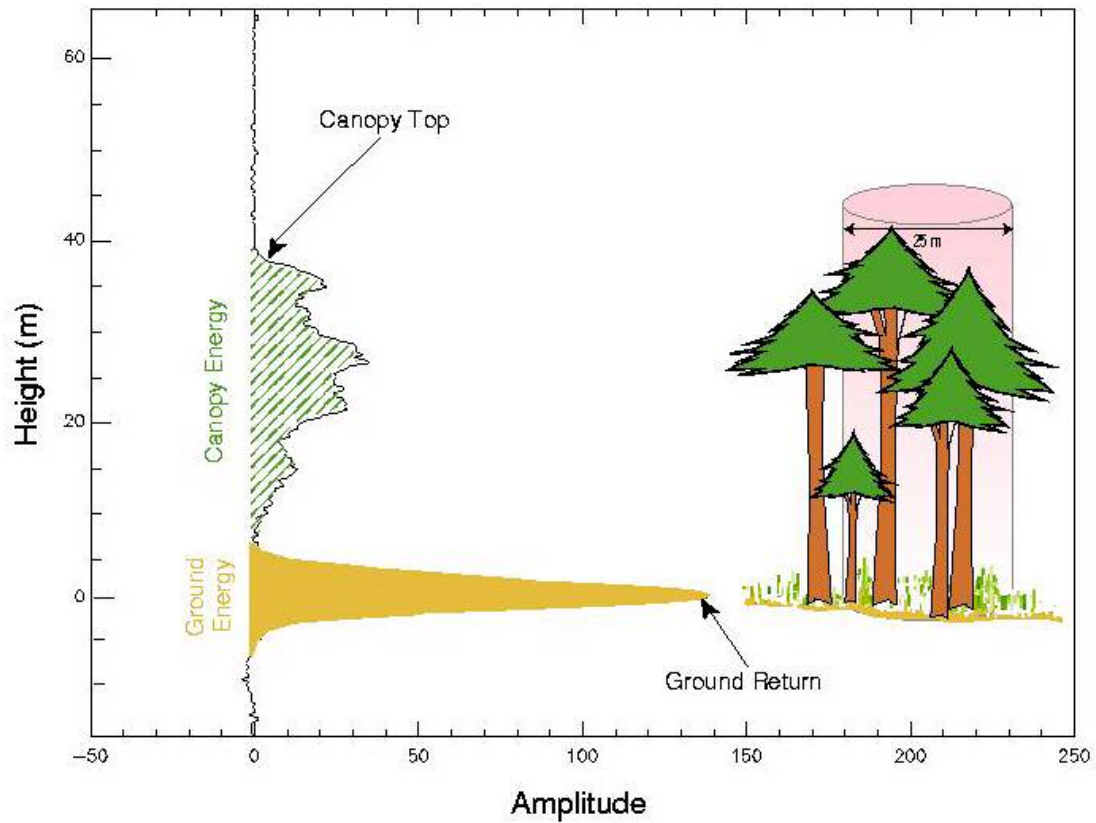 60
Canopy Top
40
25 m
Height (m)
Canopy Energy
20
Ground
Energy
0
Ground Return
−50
0
50
100
150
200
250
Amplitude